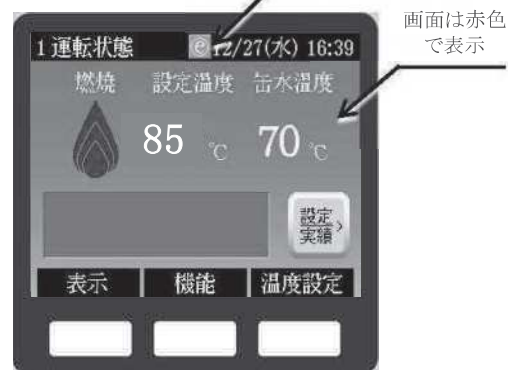 画面は赤色
で表示
1 運転状態 e 12/27(水) 16:39
燃焼 設定温度 缶水温度
85 ℃ 70 ℃
設定
実績
表示 機能 温度設定